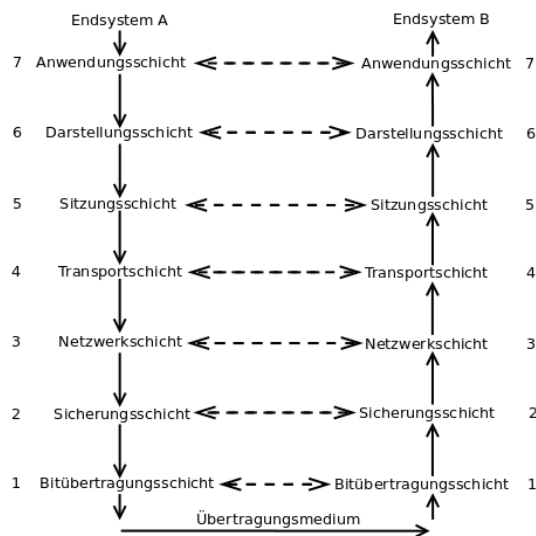 Endsystem A Endsystem B
7 Anwendungsschicht Anwendungsschicht 7
6 Darstellungsschicht Darstellungsschicht 6
5 Sitzungsschicht Sitzungsschicht 5
4 Transportschicht Transportschicht 4
3 Netzwerkschicht Netzwerkschicht 3
2 Sicherungsschicht Sicherungsschicht 2
1 Bitübertragungsschicht Bitübertragungsschicht 1
Übertragungsmedium